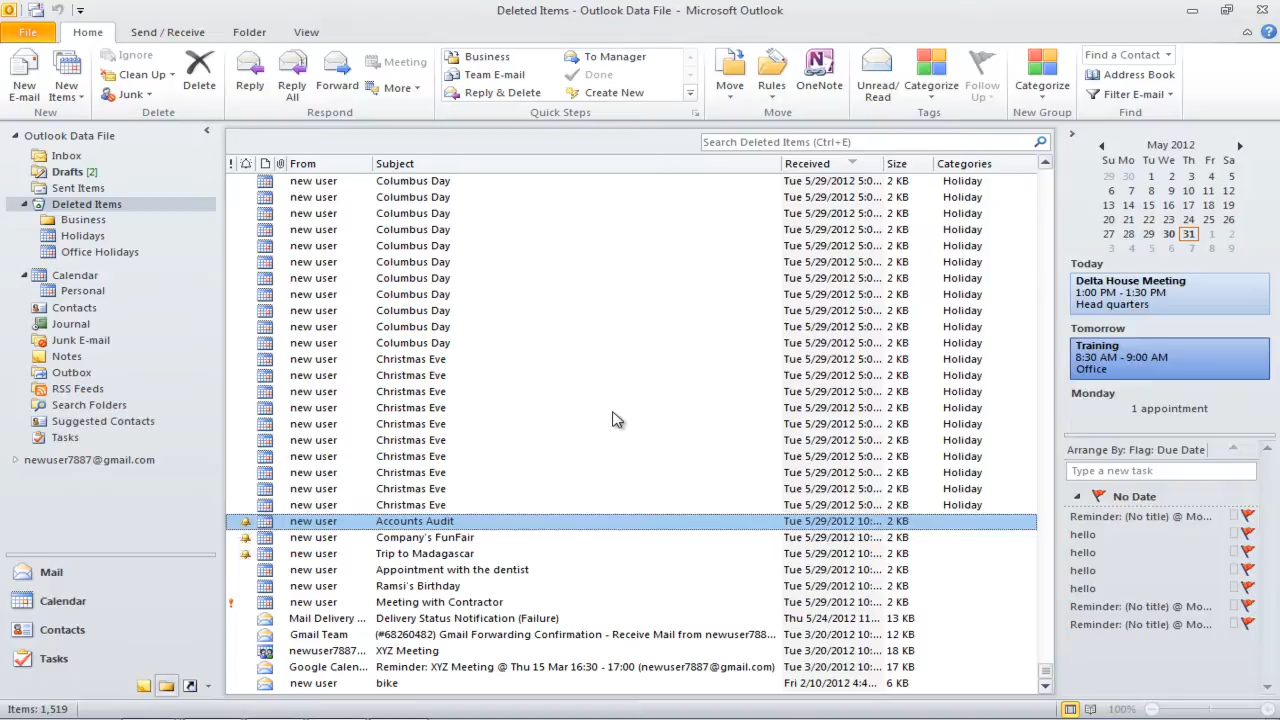 Deleted Items - Outlook Data File - Microsoft Outlook
File Home Send / Receive Folder View
New E-mail
New Items
New
Ignore
Clean Up
Junk
Delete
Delete
Reply
Reply All
Forward
Meeting
More
Respond
Business
Team E-mail
Reply & Delete
To Manager
Done
Create New
Quick Steps
Move
Rules
OneNote
Move
Unread/ Read
Categorize
Follow Up
Tags
Categorize
New Group
Find a Contact
Address Book
Filter E-mail
Find
Outlook Data File
Inbox
Drafts [2]
Sent Items
Deleted Items
Business
Holidays
Office Holidays
Calendar
Personal
Contacts
Journal
Junk E-mail
Notes
Outbox
RSS Feeds
Search Folders
Suggested Contacts
Tasks
newuser7887@gmail.com
Mail
Calendar
Contacts
Tasks
Search Deleted Items (Ctrl+E)
From Subject Received Size Categories
new user Columbus Day Tue 5/29/2012 5:0... 2 KB Holiday
new user Columbus Day Tue 5/29/2012 5:0... 2 KB Holiday
new user Columbus Day Tue 5/29/2012 5:0... 2 KB Holiday
new user Columbus Day Tue 5/29/2012 5:0... 2 KB Holiday
new user Columbus Day Tue 5/29/2012 5:0... 2 KB Holiday
new user Columbus Day Tue 5/29/2012 5:0... 2 KB Holiday
new user Columbus Day Tue 5/29/2012 5:0... 2 KB Holiday
new user Columbus Day Tue 5/29/2012 5:0... 2 KB Holiday
new user Columbus Day Tue 5/29/2012 5:0... 2 KB Holiday
new user Columbus Day Tue 5/29/2012 5:0... 2 KB Holiday
new user Columbus Day Tue 5/29/2012 5:0... 2 KB Holiday
new user Christmas Eve Tue 5/29/2012 5:0... 2 KB Holiday
new user Christmas Eve Tue 5/29/2012 5:0... 2 KB Holiday
new user Christmas Eve Tue 5/29/2012 5:0... 2 KB Holiday
new user Christmas Eve Tue 5/29/2012 5:0... 2 KB Holiday
new user Christmas Eve Tue 5/29/2012 5:0... 2 KB Holiday
new user Christmas Eve Tue 5/29/2012 5:0... 2 KB Holiday
new user Christmas Eve Tue 5/29/2012 5:0... 2 KB Holiday
new user Christmas Eve Tue 5/29/2012 5:0... 2 KB Holiday
new user Christmas Eve Tue 5/29/2012 5:0... 2 KB Holiday
new user Christmas Eve Tue 5/29/2012 5:0... 2 KB Holiday
new user Accounts Audit Tue 5/29/2012 10:... 2 KB
new user Company's FunFair Tue 5/29/2012 10:... 2 KB
new user Trip to Madagascar Tue 5/29/2012 10:... 2 KB
new user Appointment with the dentist Tue 5/29/2012 10:... 2 KB
new user Ramsi's Birthday Tue 5/29/2012 10:... 2 KB
new user Meeting with Contractor Tue 5/29/2012 10:... 2 KB
Mail Delivery ... Delivery Status Notification (Failure) Thu 5/24/2012 11... 13 KB
Gmail Team (#68260482) Gmail Forwarding Confirmation - Receive Mail from newuser788... Tue 3/20/2012 10:... 12 KB
newuser7887... XYZ Meeting Tue 3/20/2012 10:... 18 KB
Google Calen... Reminder: XYZ Meeting @ Thu 15 Mar 16:30 - 17:00 (newuser7887@gmail.com) Tue 3/20/2012 10:... 17 KB
new user bike Fri 2/10/2012 4:4... 6 KB
May 2012
Su Mo Tu We Th Fr Sa
29 30 1 2 3 4 5
6 7 8 9 10 11 12
13 14 15 16 17 18 19
20 21 22 23 24 25 26
27 28 29 30 31 1 2
3 4 5 6 7 8 9
Today
Delta House Meeting
1:00 PM - 1:30 PM
Head quarters
Tomorrow
Training
8:30 AM - 9:00 AM
Office
Monday
1 appointment
Arrange By: Flag: Due Date
Type a new task
No Date
Reminder: (No title) @ Mo...
hello
hello
hello
hello
Reminder: (No title) @ Mo...
Reminder: (No title) @ Mo...
Items: 1,519
100%